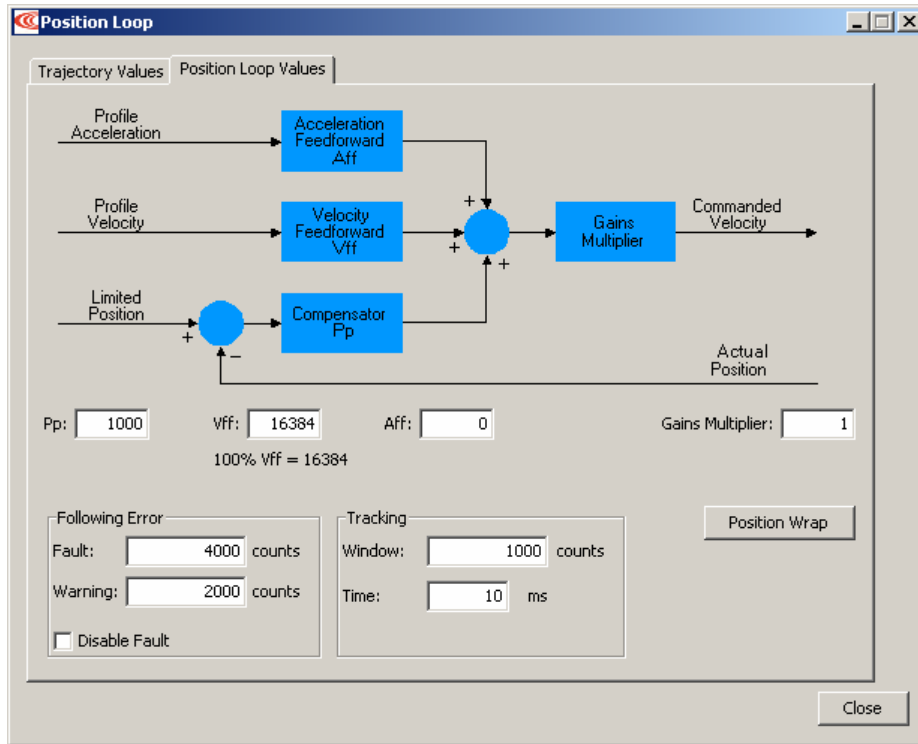 Position Loop
Trajectory Values Position Loop Values
Profile
Acceleration
Acceleration
Feedforward
Aff
+
Profile
Velocity
Velocity
Feedforward
Vff
+
+
Gains
Multiplier
Commanded
Velocity
Limited
Position
+
−
Compensator
Pp
Actual
Position
Pp: 1000 Vff: 16384 Aff: 0 Gains Multiplier: 1
100% Vff = 16384
Following Error
Fault: 4000 counts
Warning: 2000 counts
Disable Fault
Tracking
Window: 1000 counts
Time: 10 ms
Position Wrap
Close